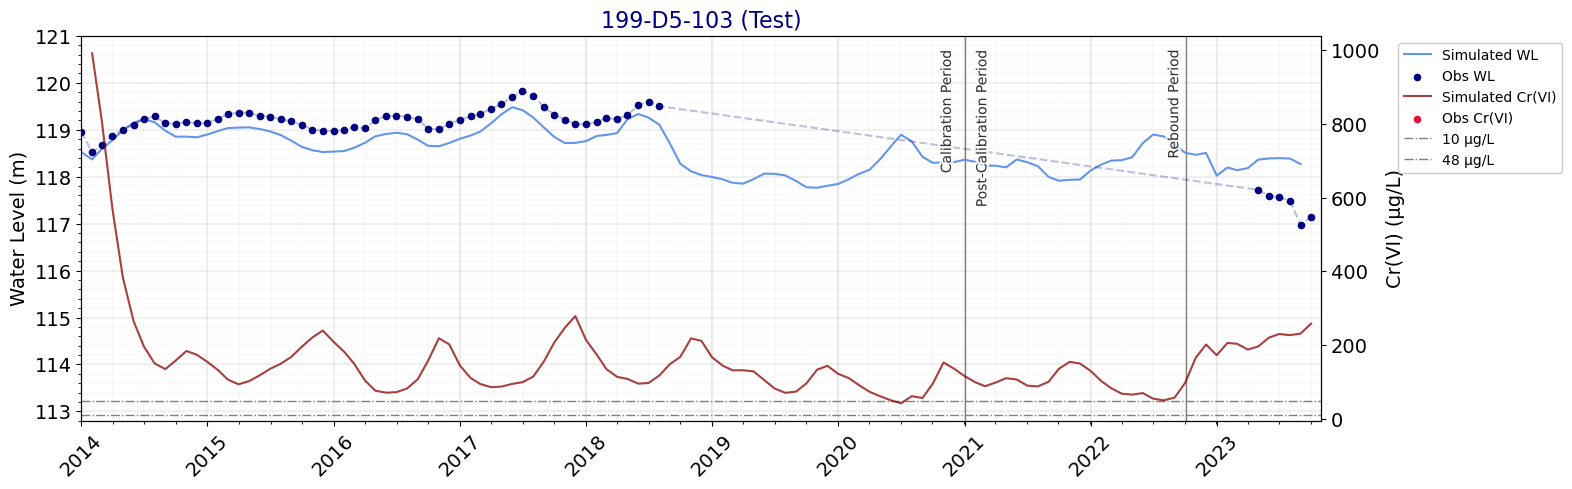 199-D5-103 (Test)
121
120
119
118
117
116
115
114
113
Water Level (m)
2014
2015
2016
2017
2018
2019
2020
2021
2022
2023
1000
800
600
400
200
0
Cr(VI) (μg/L)
Calibration Period
Post-Calibration Period
Rebound Period
Simulated WL
Obs WL
Simulated Cr(VI)
Obs Cr(VI)
10 μg/L
48 μg/L